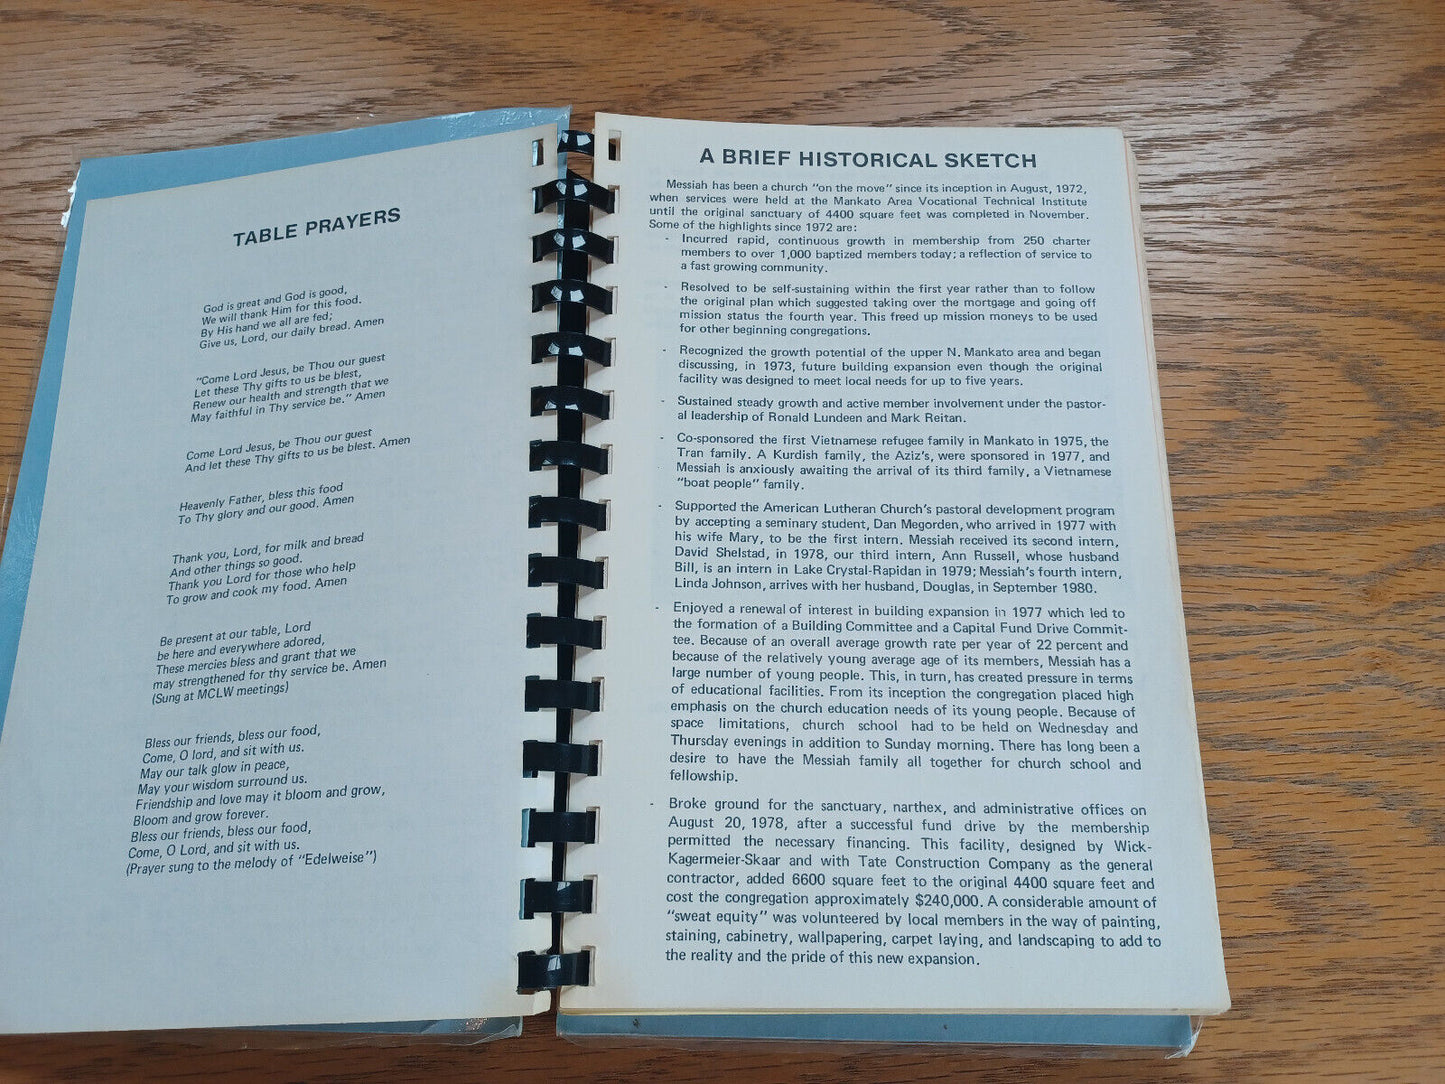 TABLE PRAYERS
God is great and God is good,
We will thank Him for this food.
By His hand we all are fed;
Give us, Lord, our daily bread. Amen
"Come Lord Jesus, be Thou our guest
Let these Thy gifts to us be blest,
Renew our health and strength that we
May faithful in Thy service be." Amen
Come Lord Jesus, be Thou our guest
And let these Thy gifts to us be blest. Amen
Heavenly Father, bless this food
To Thy glory and our good. Amen
Thank you, Lord, for milk and bread
And other things so good.
Thank you Lord for those who help
To grow and cook my food. Amen
Be present at our table, Lord
be here and everywhere adored,
These mercies bless and grant that we
may strengthened for thy service be. Amen
(Sung at MCLW meetings)
Bless our friends, bless our food,
Come, O lord, and sit with us.
May our talk glow in peace,
May your wisdom surround us.
Friendship and love may it bloom and grow,
Bloom and grow forever.
Bless our friends, bless our food,
Come, O Lord, and sit with us.
(Prayer sung to the melody of "Edelweise")
A BRIEF HISTORICAL SKETCH
Messiah has been a church "on the move" since its inception in August, 1972,
when services were held at the Mankato Area Vocational Technical Institute
until the original sanctuary of 4400 square feet was completed in November.
Some of the highlights since 1972 are:
- Incurred rapid, continuous growth in membership from 250 charter
members to over 1,000 baptized members today; a reflection of service to
a fast growing community.
- Resolved to be self-sustaining within the first year rather than to follow
the original plan which suggested taking over the mortgage and going off
mission status the fourth year. This freed up mission moneys to be used
for other beginning congregations.
- Recognized the growth potential of the upper N. Mankato area and began
discussing, in 1973, future building expansion even though the original
facility was designed to meet local needs for up to five years.
- Sustained steady growth and active member involvement under the pastor-
al leadership of Ronald Lundeen and Mark Reitan.
- Co-sponsored the first Vietnamese refugee family in Mankato in 1975, the
Tran family. A Kurdish family, the Aziz's, were sponsored in 1977, and
Messiah is anxiously awaiting the arrival of its third family, a Vietnamese
"boat people" family.
- Supported the American Lutheran Church's pastoral development program
by accepting a seminary student, Dan Megorden, who arrived in 1977 with
his wife Mary, to be the first intern. Messiah received its second intern,
David Shelstad, in 1978, our third intern, Ann Russell, whose husband
Bill, is an intern in Lake Crystal-Rapidan in 1979; Messiah's fourth intern,
Linda Johnson, arrives with her husband, Douglas, in September 1980.
- Enjoyed a renewal of interest in building expansion in 1977 which led to
the formation of a Building Committee and a Capital Fund Drive Commit-
tee. Because of an overall average growth rate per year of 22 percent and
because of the relatively young average age of its members, Messiah has a
large number of young people. This, in turn, has created pressure in terms
of educational facilities. From its inception the congregation placed high
emphasis on the church education needs of its young people. Because of
space limitations, church school had to be held on Wednesday and
Thursday evenings in addition to Sunday morning. There has long been a
desire to have the Messiah family all together for church school and
fellowship.
- Broke ground for the sanctuary, narthex, and administrative offices on
August 20, 1978, after a successful fund drive by the membership
permitted the necessary financing. This facility, designed by Wick-
Kagermeier-Skaar and with Tate Construction Company as the general
contractor, added 6600 square feet to the original 4400 square feet and
cost the congregation approximately $240,000. A considerable amount of
"sweat equity" was volunteered by local members in the way of painting,
staining, cabinetry, wallpapering, carpet laying, and landscaping to add to
the reality and the pride of this new expansion.